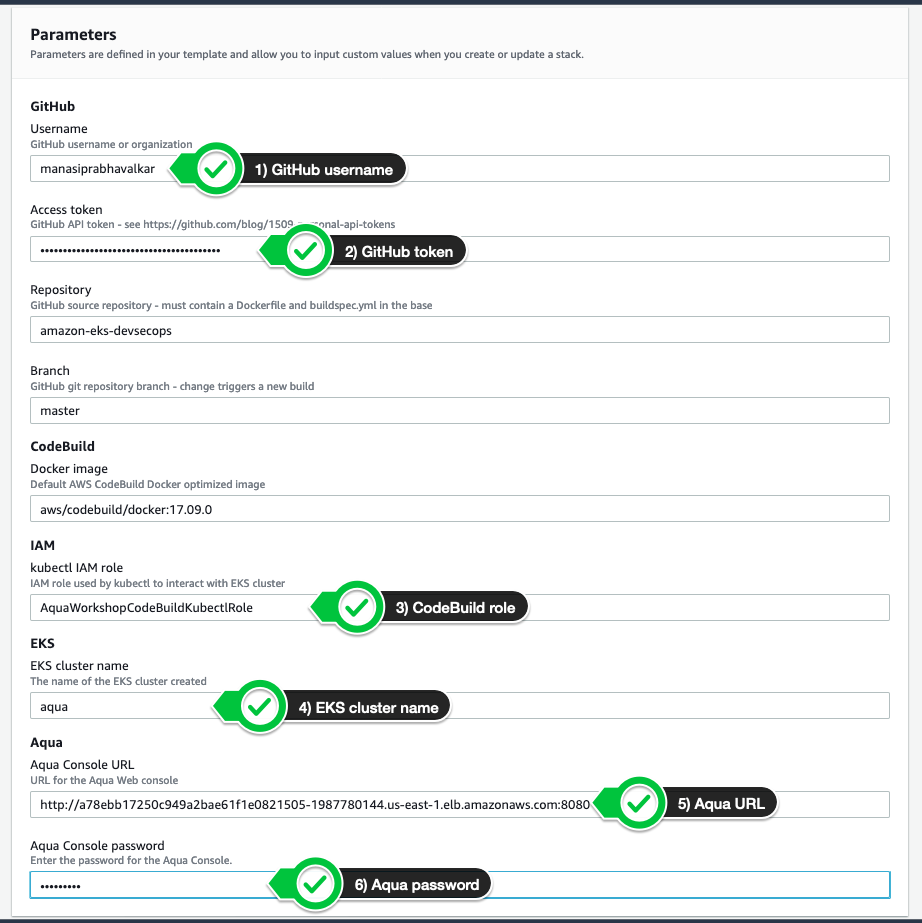 Parameters
Parameters are defined in your template and allow you to input custom values when you create or update a stack.
GitHub
Username
GitHub username or organization
manasiprabhavalkar
1) GitHub username
Access token
GitHub API token - see https://github.com/blog/1509-personal-api-tokens
••••••••••••••••••••••••••••••••••••••••
2) GitHub token
Repository
GitHub source repository - must contain a Dockerfile and buildspec.yml in the base
amazon-eks-devsecops
Branch
GitHub git repository branch - change triggers a new build
master
CodeBuild
Docker image
Default AWS CodeBuild Docker optimized image
aws/codebuild/docker:17.09.0
IAM
kubectl IAM role
IAM role used by kubectl to interact with EKS cluster
AquaWorkshopCodeBuildKubectlRole
3) CodeBuild role
EKS
EKS cluster name
The name of the EKS cluster created
aqua
4) EKS cluster name
Aqua
Aqua Console URL
URL for the Aqua Web console
http://a78ebb17250c949a2bae61f1e0821505-1987780144.us-east-1.elb.amazonaws.com:8080
5) Aqua URL
Aqua Console password
Enter the password for the Aqua Console.
•••••••••
6) Aqua password